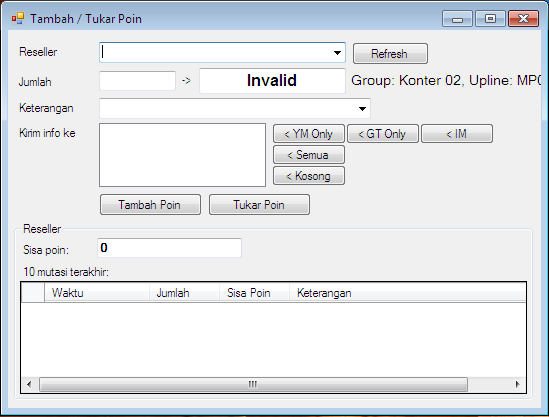 Tambah / Tukar Poin
Reseller
Refresh
Jumlah
-> Invalid Group: Konter 02, Upline: MP0
Keterangan
Kirim info ke
< YM Only < GT Only < IM
< Semua
< Kosong
Tambah Poin Tukar Poin
Reseller
Sisa poin: 0
10 mutasi terakhir:
Waktu Jumlah Sisa Poin Keterangan